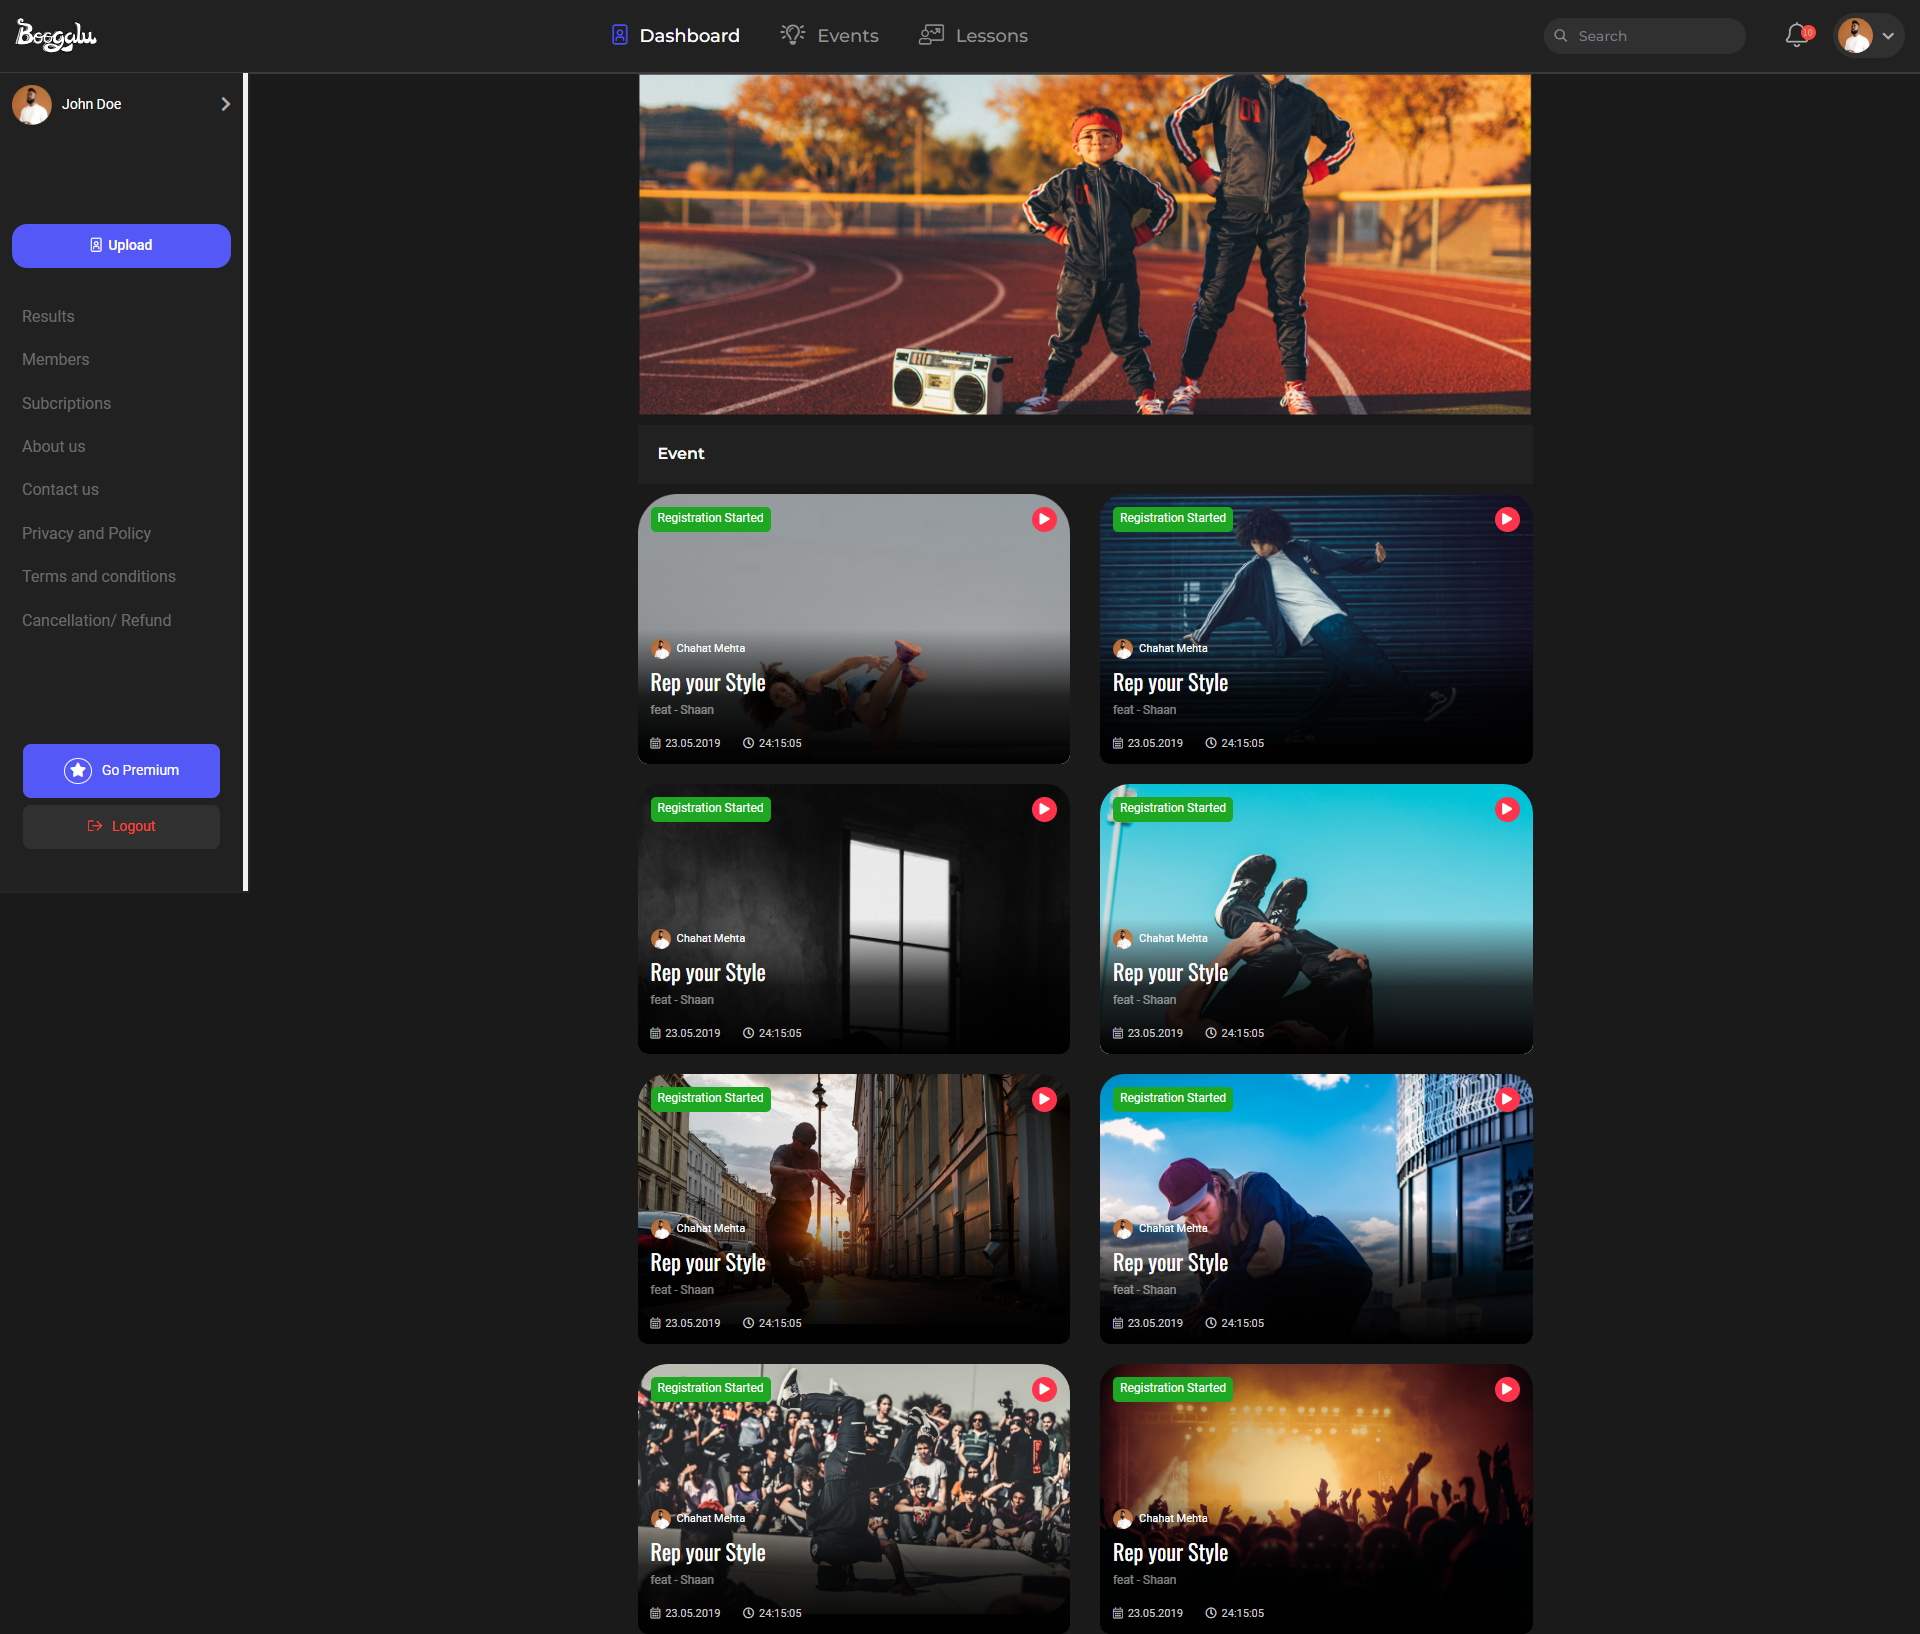 Boogalu
Dashboard
Events
Lessons
Search
10
John Doe
Upload
Results
Members
Subcriptions
About us
Contact us
Privacy and Policy
Terms and conditions
Cancellation/ Refund
Go Premium
Logout
01
Event
Registration Started
Chahat Mehta
Rep your Style
feat - Shaan
23.05.2019 24:15:05
Registration Started
Chahat Mehta
Rep your Style
feat - Shaan
23.05.2019 24:15:05
Registration Started
Chahat Mehta
Rep your Style
feat - Shaan
23.05.2019 24:15:05
Registration Started
Chahat Mehta
Rep your Style
feat - Shaan
23.05.2019 24:15:05
Registration Started
Chahat Mehta
Rep your Style
feat - Shaan
23.05.2019 24:15:05
Registration Started
Chahat Mehta
Rep your Style
feat - Shaan
23.05.2019 24:15:05
Registration Started
Chahat Mehta
Rep your Style
feat - Shaan
23.05.2019 24:15:05
Registration Started
Chahat Mehta
Rep your Style
feat - Shaan
23.05.2019 24:15:05